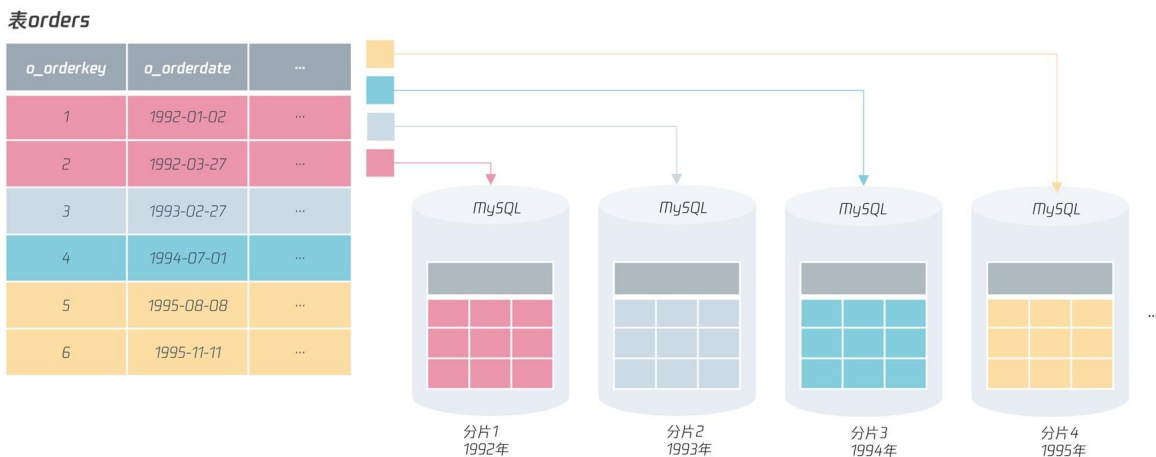 表orders
o_orderkey o_orderdate ...
1 1992-01-02 ...
2 1992-03-27 ...
3 1993-02-27 ...
4 1994-07-01 ...
5 1995-08-08 ...
6 1995-11-11 ...
MySQL MySQL MySQL MySQL
...
分片1 分片2 分片3 分片4
1992年 1993年 1994年 1995年